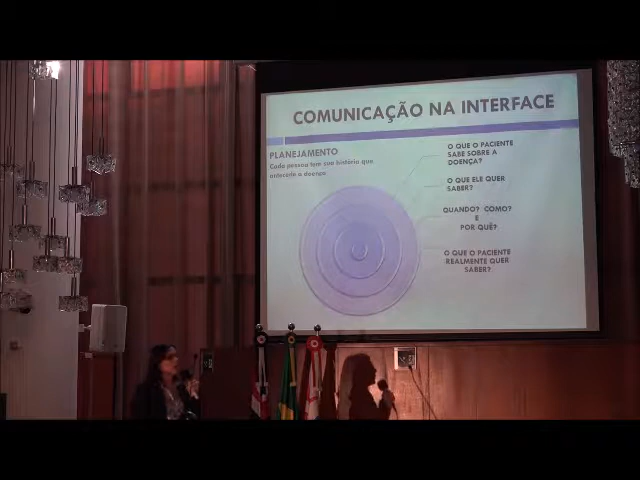 COMUNICAÇÃO NA INTERFACE
PLANEJAMENTO
Cada pessoa tem sua história que
antecede a doença
O QUE O PACIENTE
SABE SOBRE A
DOENÇA?
O QUE ELE QUER
SABER?
QUANDO? COMO?
E
POR QUÊ?
O QUE O PACIENTE
REALMENTE QUER
SABER?